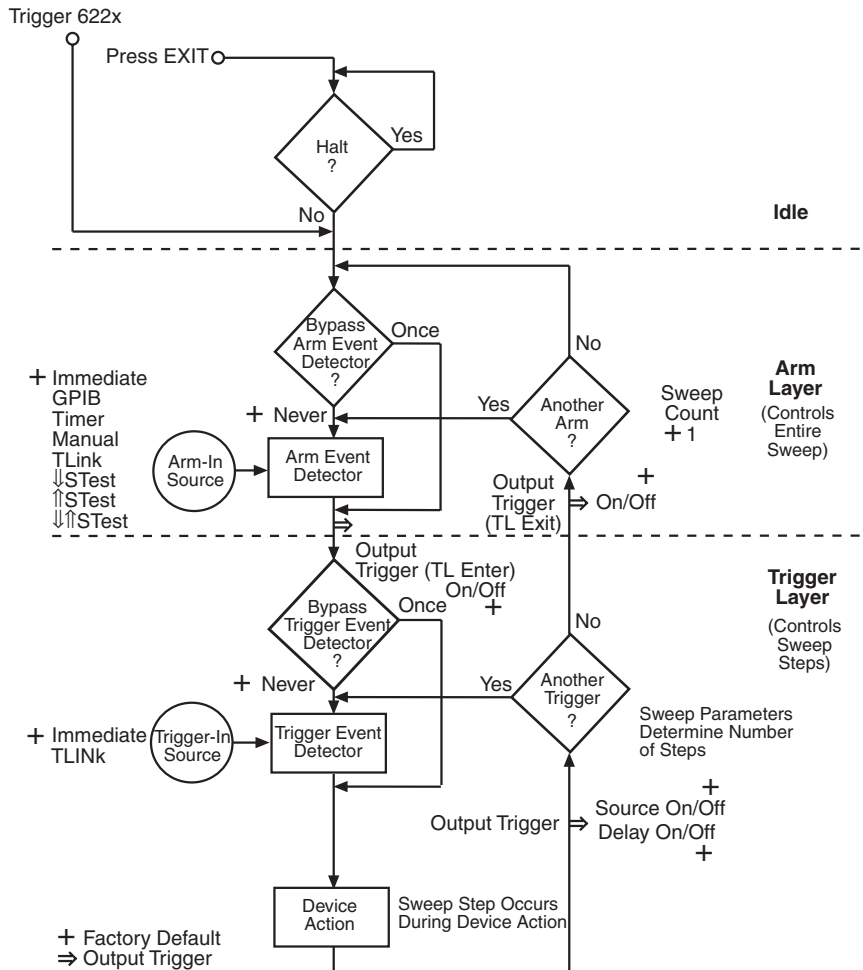 Trigger 622x
Press EXIT
Halt
?
Yes
No
Idle
Bypass
Arm Event
Detector
?
Once
No
+ Immediate
GPIB
Timer
Manual
TLink
⇓STest
⇑STest
⇓⇑STest
+ Never
Arm-In
Source
Arm Event
Detector
Yes
Another
Arm
?
Sweep
Count
+ 1
Arm
Layer
(Controls
Entire
Sweep)
Output
Trigger
(TL Exit)
+
⇒ On/Off
⇒
Output
Trigger (TL Enter)
On/Off
+
Bypass
Trigger Event
Detector
?
Once
No
Trigger
Layer
(Controls
Sweep
Steps)
+ Never
Yes
Another
Trigger
?
+ Immediate
TLINk
Trigger-In
Source
Trigger Event
Detector
Sweep Parameters
Determine Number
of Steps
+
Output Trigger ⇒ Source On/Off
Delay On/Off
+
Device
Action
Sweep Step Occurs
During Device Action
+ Factory Default
⇒ Output Trigger